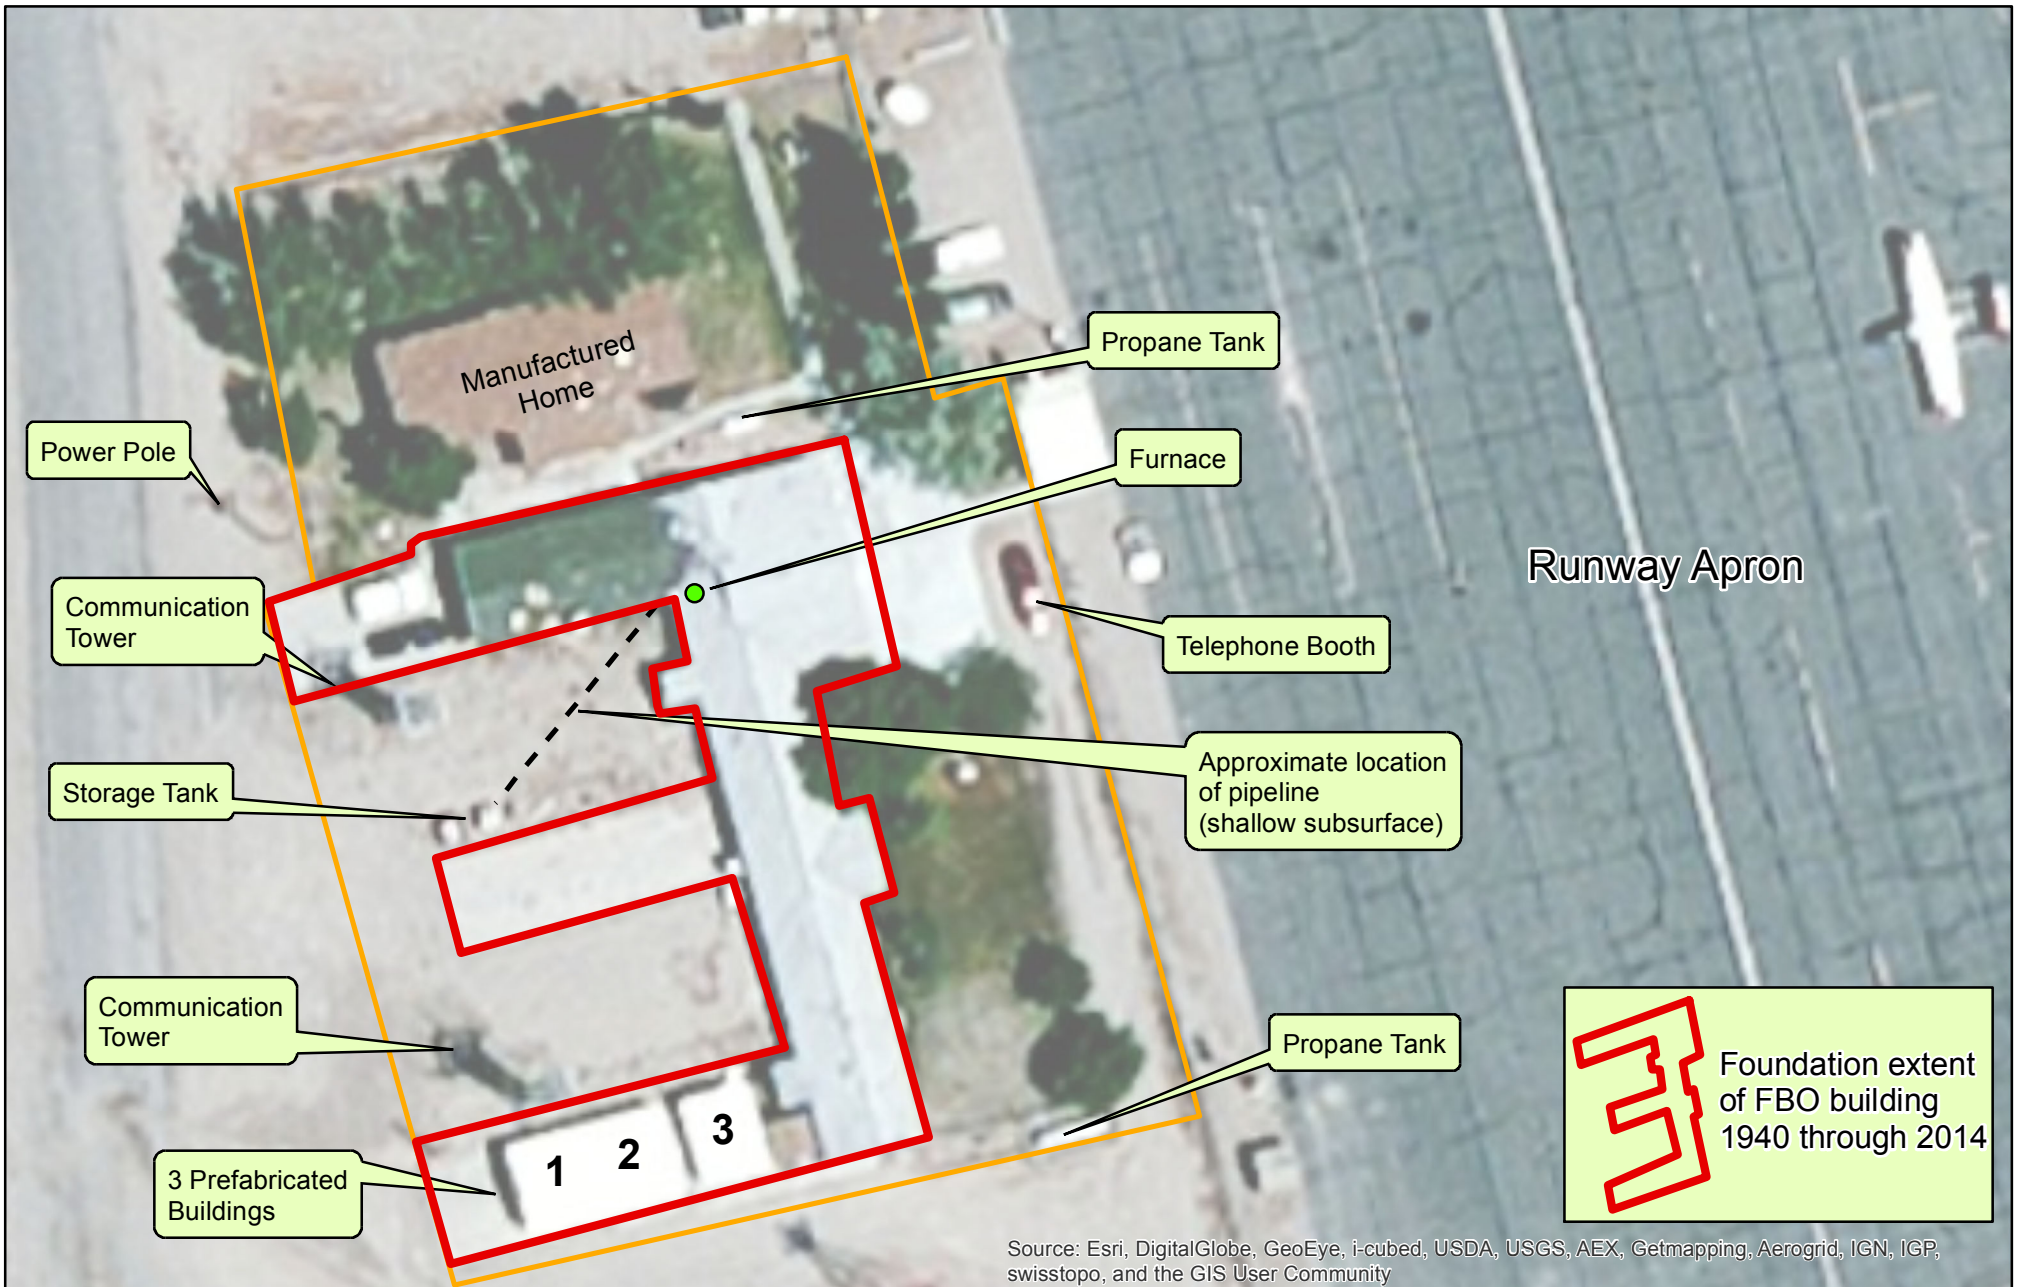 Manufactured
Home
Propane Tank
Power Pole
Furnace
Runway Apron
Communication
Tower
Telephone Booth
Approximate location
of pipeline
(shallow subsurface)
Storage Tank
Communication
Tower
Propane Tank
1 2 3
3 Prefabricated
Buildings
Foundation extent
of FBO building
1940 through 2014
Source: Esri, DigitalGlobe, GeoEye, i-cubed, USDA, USGS, AEX, Getmapping, Aerogrid, IGN, IGP,
swisstopo, and the GIS User Community